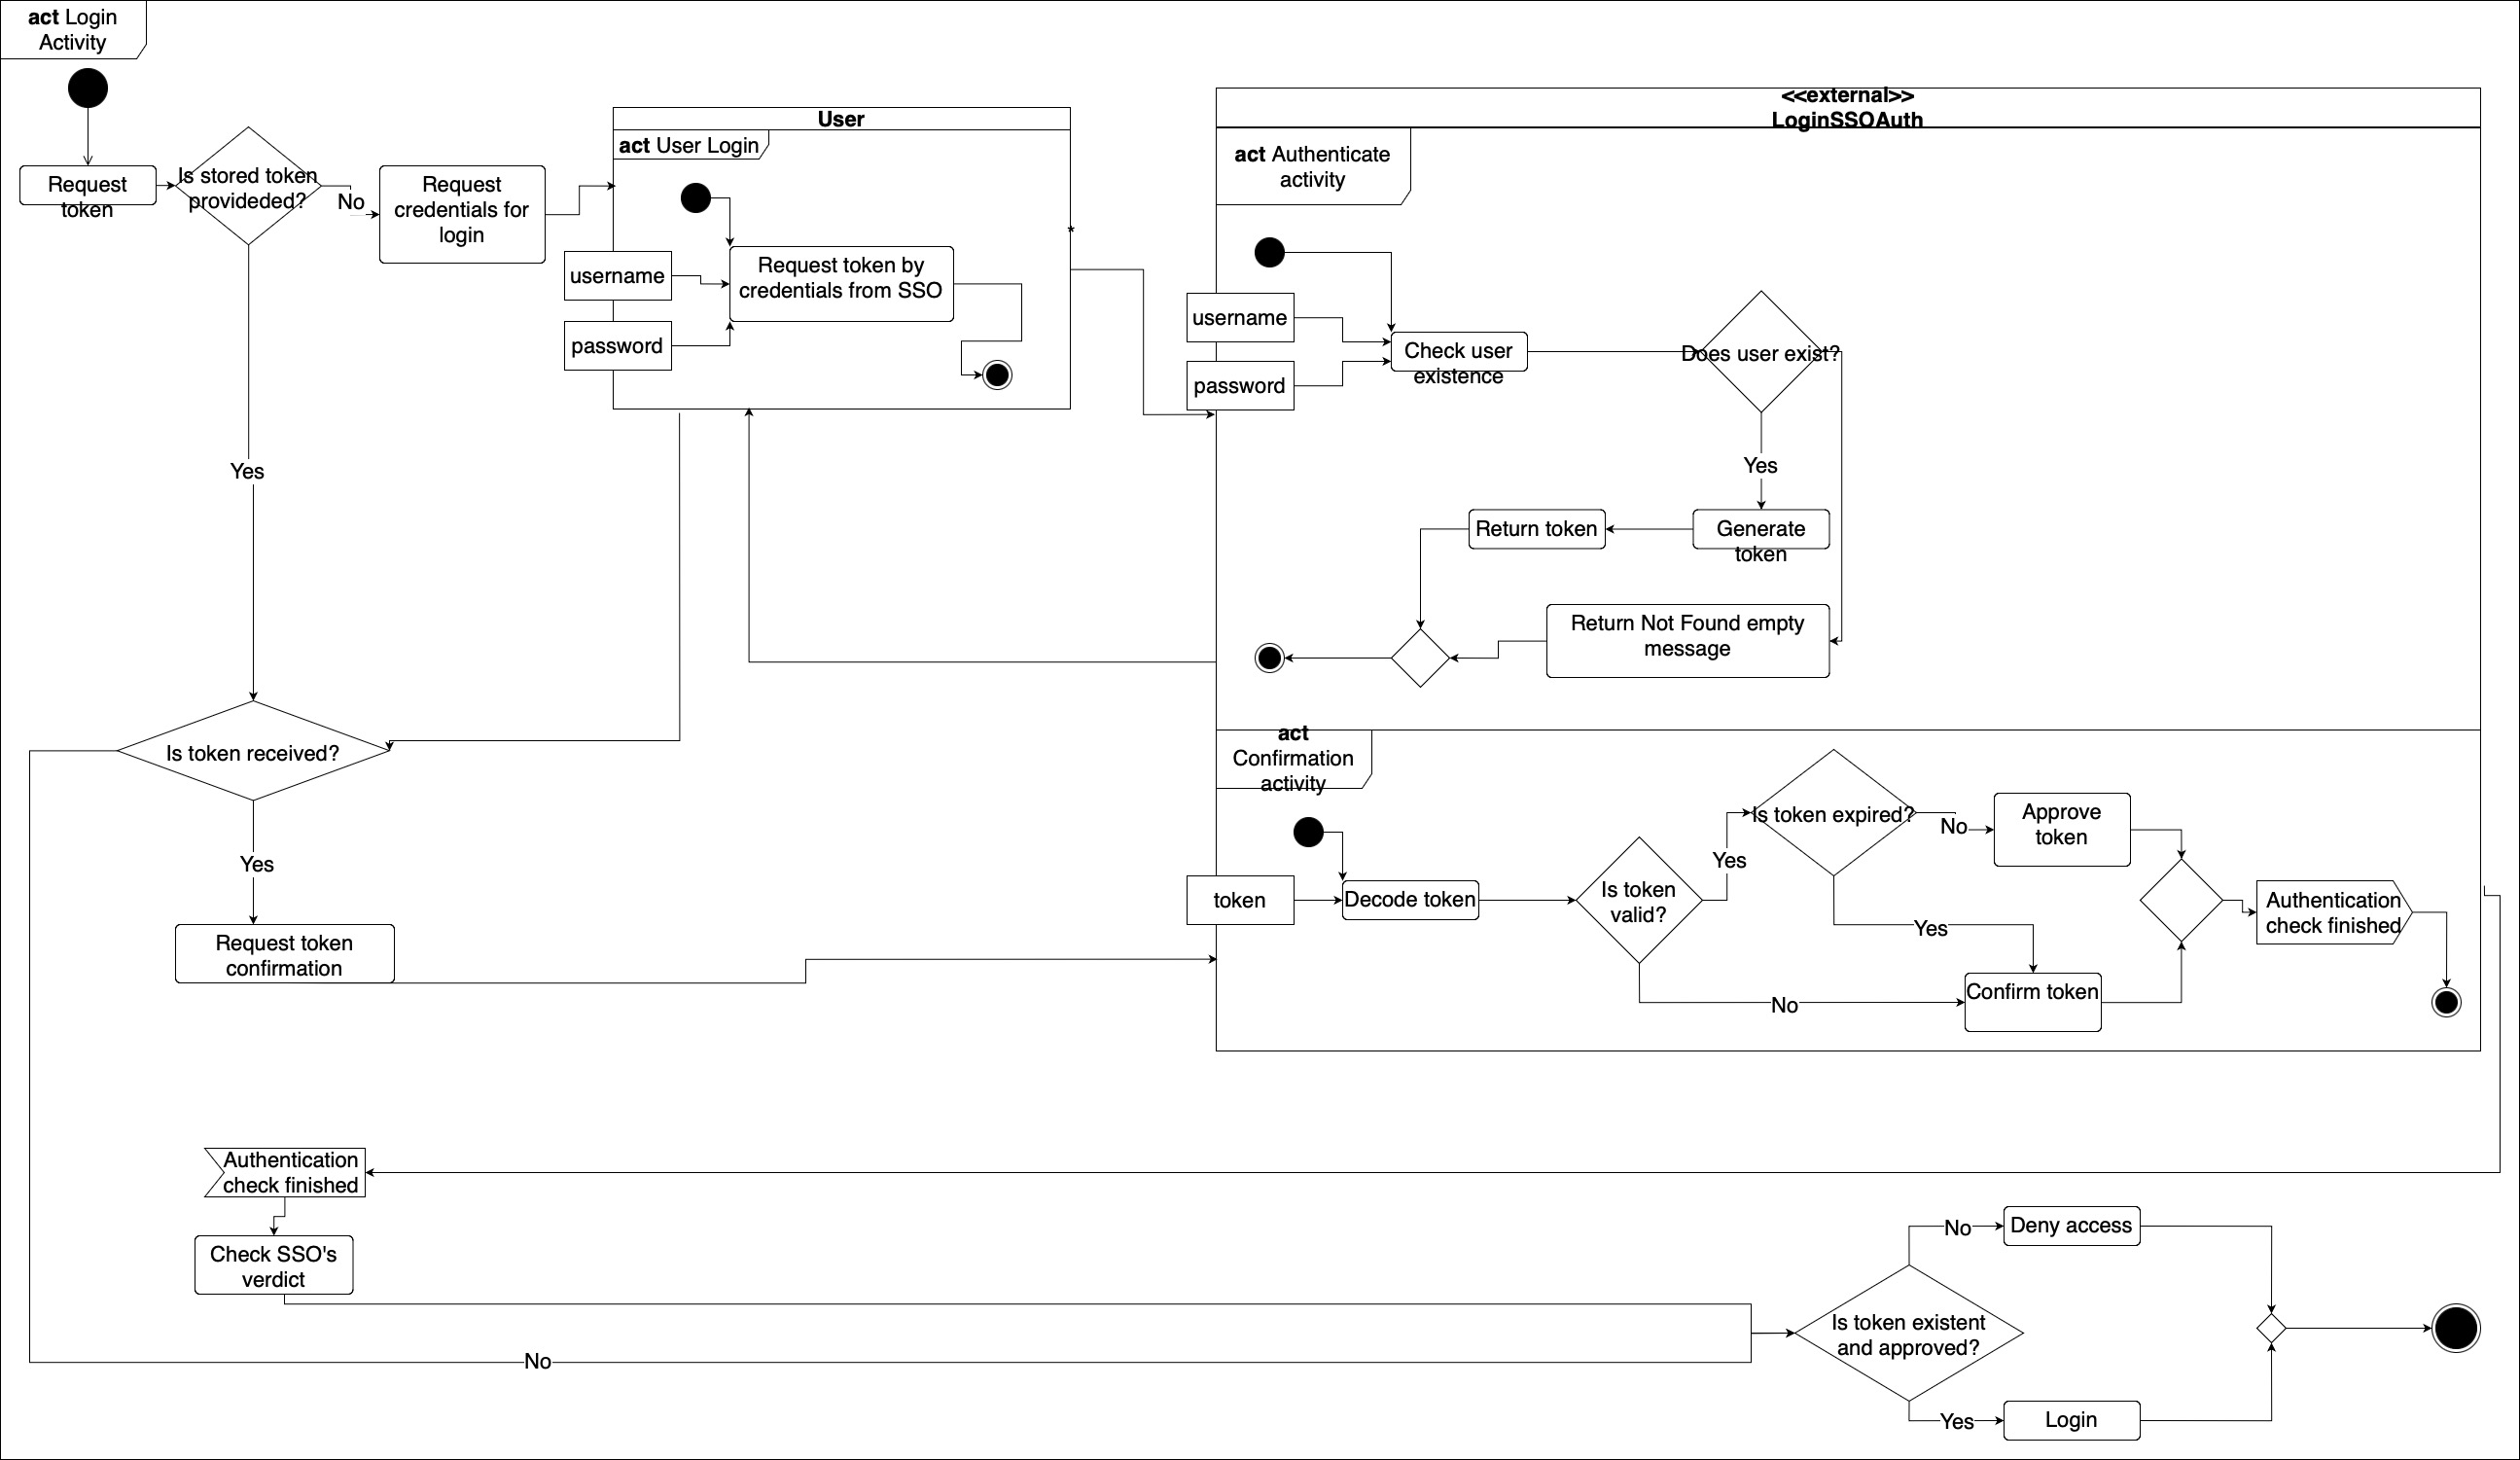 act Login
Activity
Request
token
Is stored token
provideded?
No
Request
credentials for
login
User
act User Login
username
password
Request token by
credentials from SSO
*
<<external>>
LoginSSOAuth
act Authenticate
activity
username
password
Check user
existence
Does user exist?
Yes
Generate
token
Return token
Return Not Found empty
message
Yes
Is token received?
Yes
Request token
confirmation
act
Confirmation
activity
token
Decode token
Is token
valid?
Yes
Is token expired?
No
Approve
token
Yes
No
Confirm token
Authentication
check finished
Authentication
check finished
Check SSO's
verdict
No
Is token existent
and approved?
No
Deny access
Yes
Login